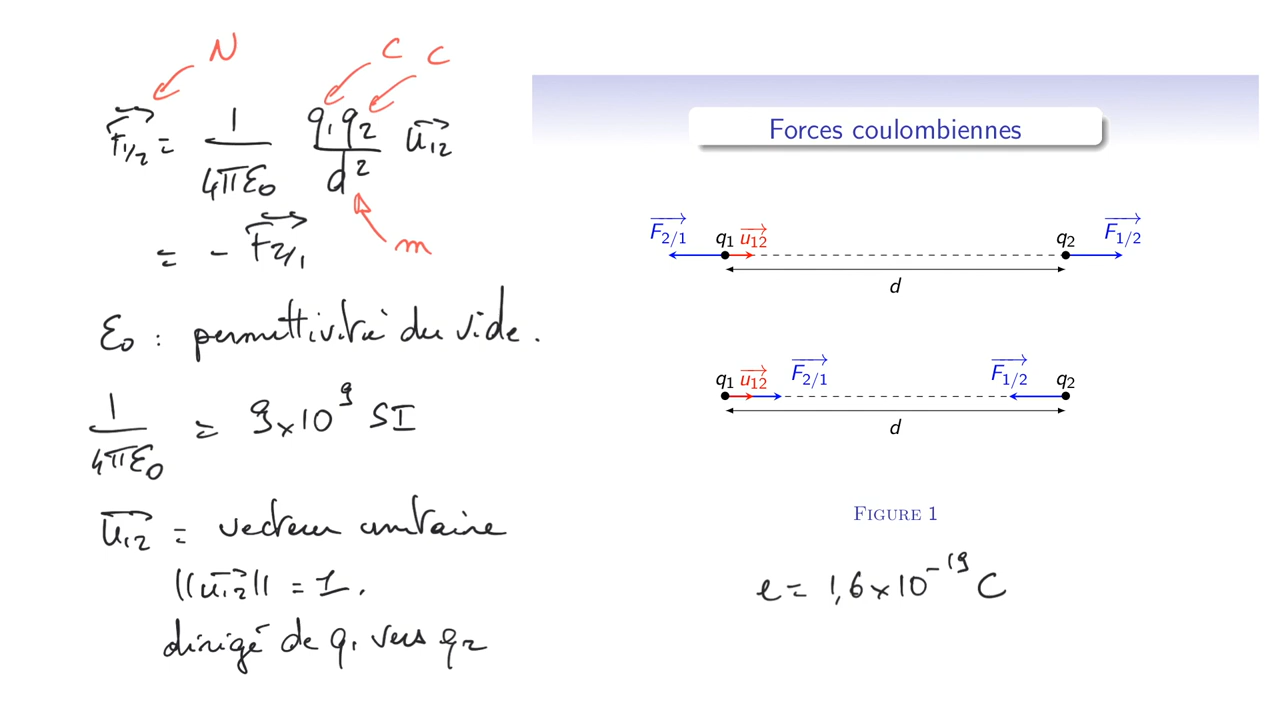 N C C
F₁/₂ = 1/(4πε₀) q₁q₂/d² u₁₂
= - F₂/₁
m
ε₀ : permittivité du vide.
1/(4πε₀) = 9×10⁹ SI
u₁₂ = vecteur unitaire
||u₁₂|| = 1.
dirigé de q₁ vers q₂
Forces coulombiennes
F₂/₁ q₁ u₁₂ q₂ F₁/₂
d
q₁ u₁₂ F₂/₁ F₁/₂ q₂
d
FIGURE 1
e = 1,6×10⁻¹⁹ C